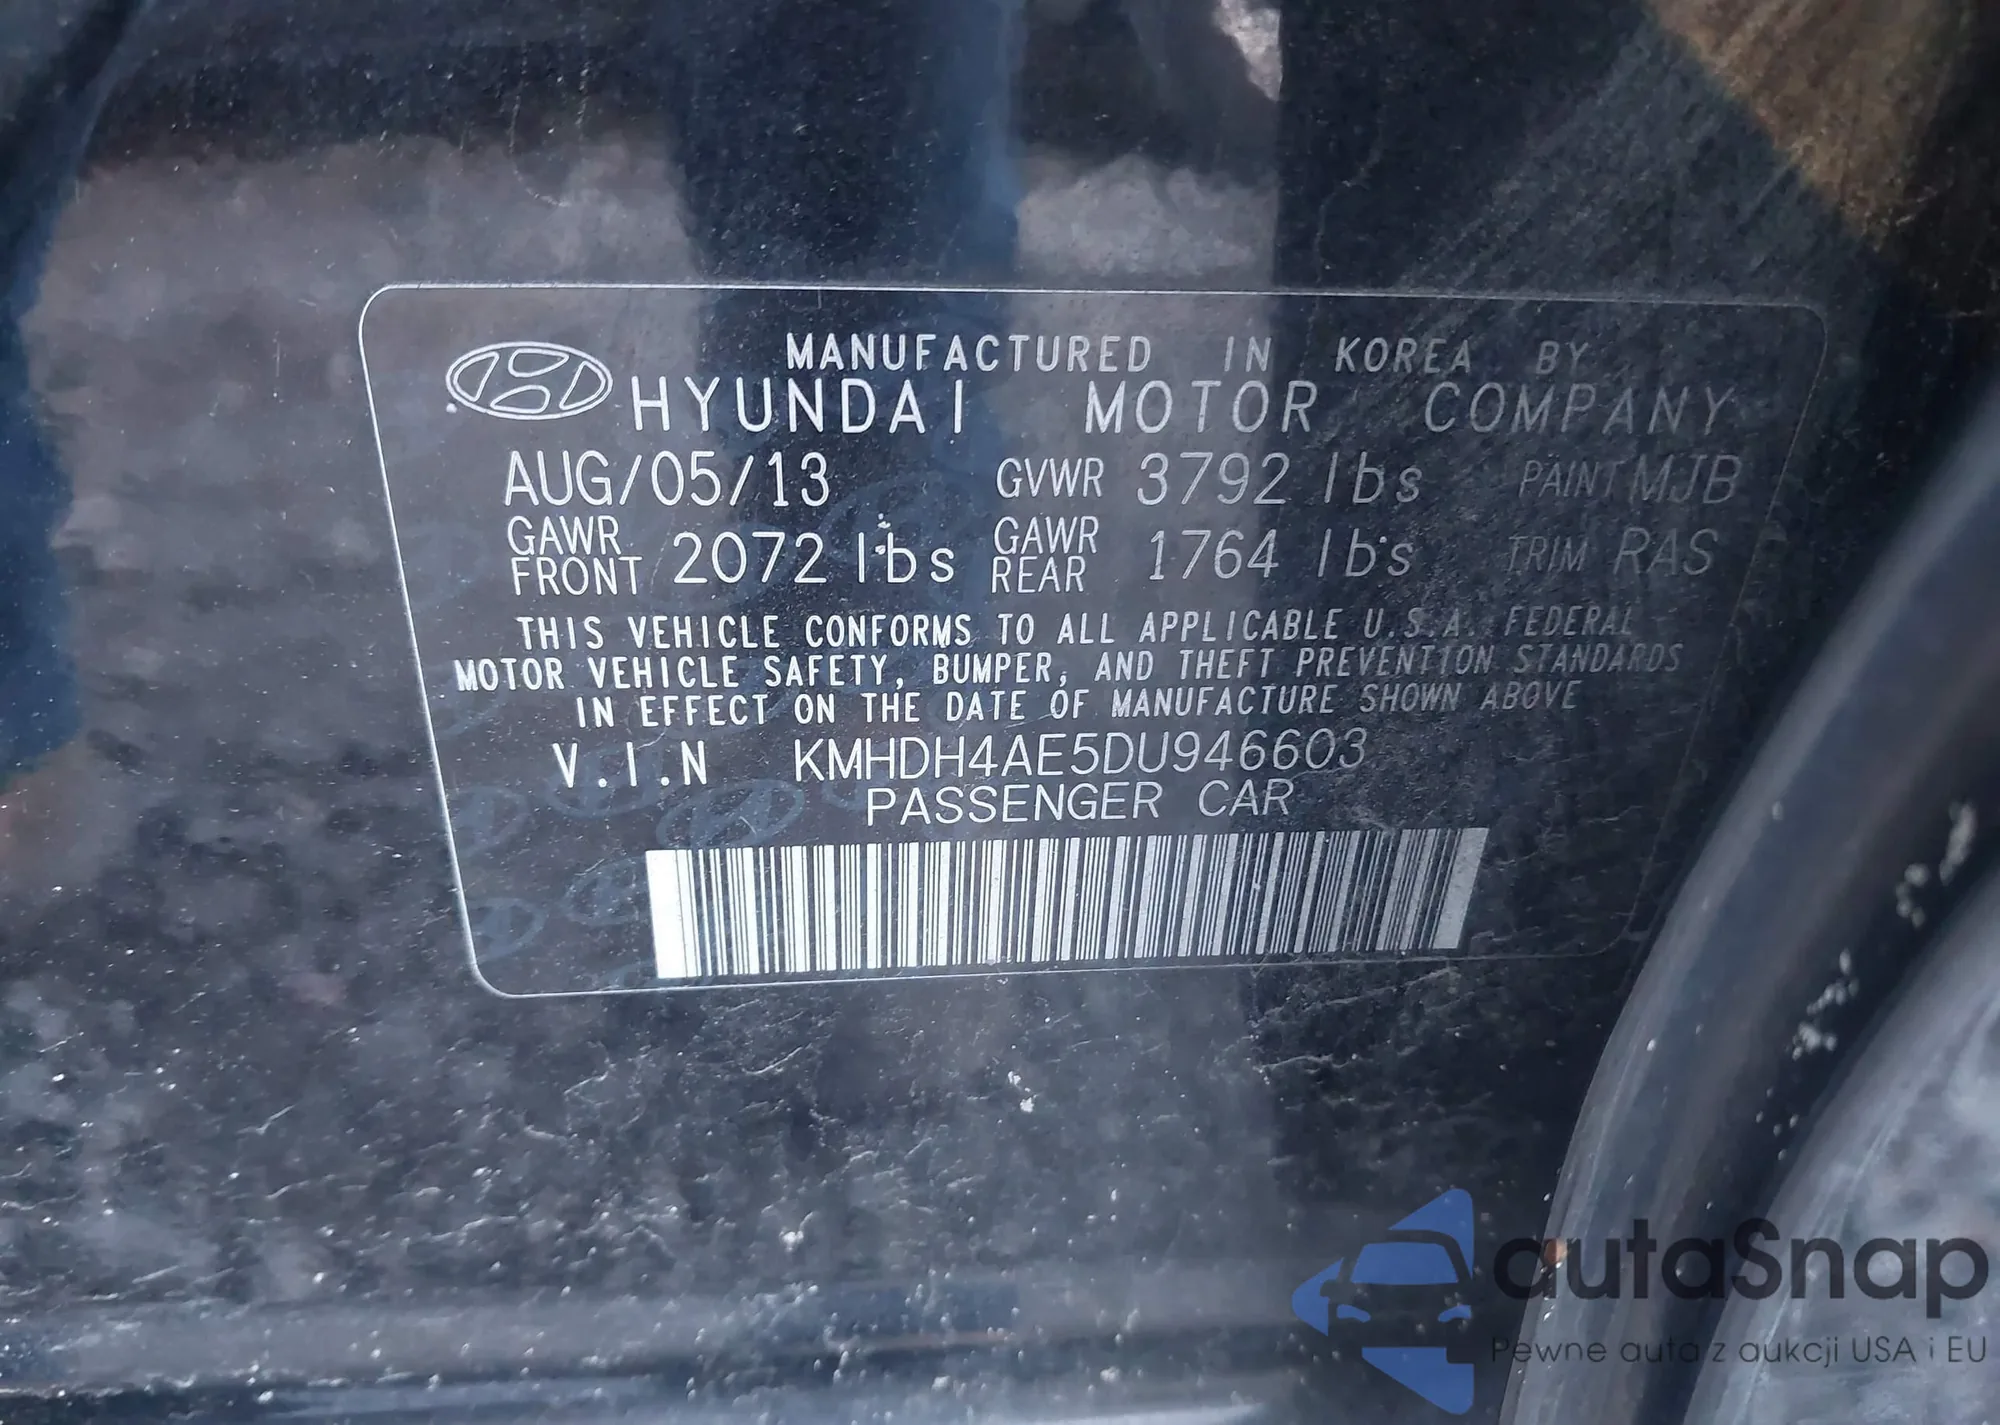 MANUFACTURED IN KOREA BY
HYUNDAI MOTOR COMPANY
AUG/05/13 GVWR 3792 lbs PAINT MJB
GAWR FRONT 2072 lbs GAWR REAR 1764 lbs TRIM RAS
THIS VEHICLE CONFORMS TO ALL APPLICABLE U.S.A. FEDERAL
MOTOR VEHICLE SAFETY, BUMPER, AND THEFT PREVENTION STANDARDS
IN EFFECT ON THE DATE OF MANUFACTURE SHOWN ABOVE
V.I.N KMHDH4AE5DU946603
PASSENGER CAR
autaSnap
Pewne auta z aukcji USA i EU